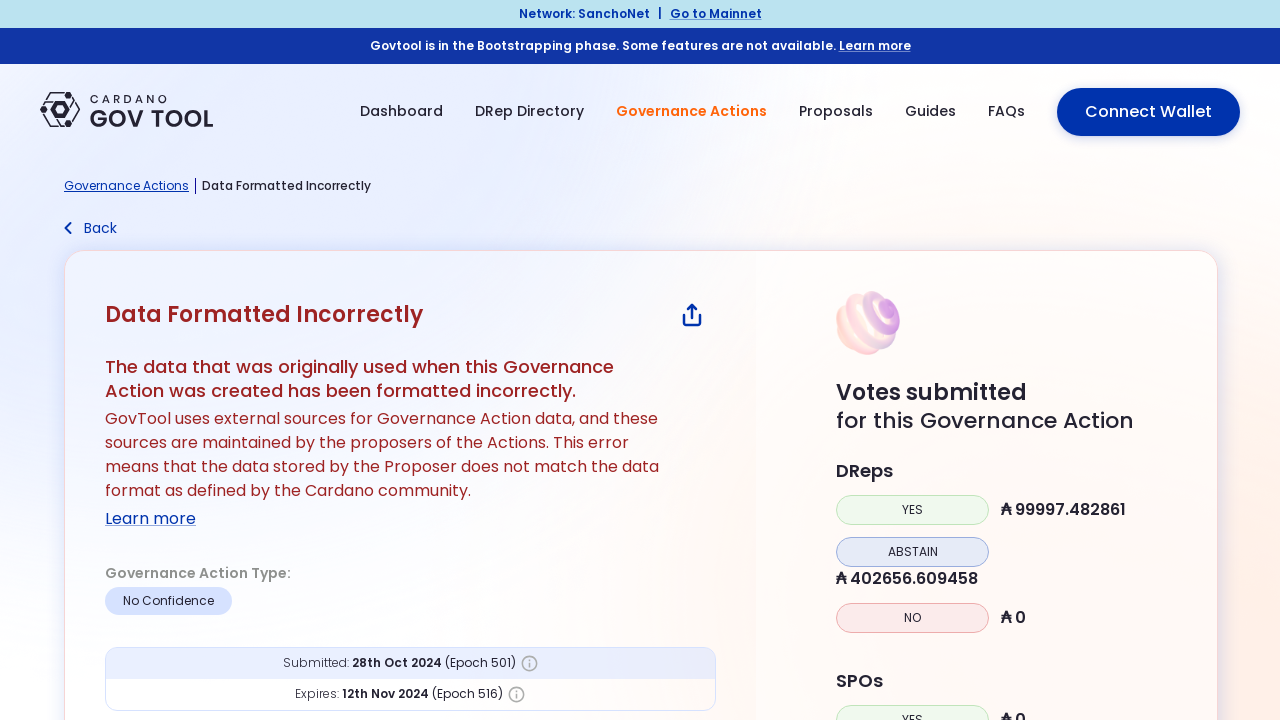 Network: SanchoNet | Go to Mainnet
Govtool is in the Bootstrapping phase. Some features are not available. Learn more
CARDANO
GOV TOOL
Dashboard DRep Directory Governance Actions Proposals Guides FAQs Connect Wallet
Governance Actions | Data Formatted Incorrectly
Back
Data Formatted Incorrectly
The data that was originally used when this Governance
Action was created has been formatted incorrectly.
GovTool uses external sources for Governance Action data, and these
sources are maintained by the proposers of the Actions. This error
means that the data stored by the Proposer does not match the data
format as defined by the Cardano community.
Learn more
Governance Action Type:
No Confidence
Submitted: 28th Oct 2024 (Epoch 501)
Expires: 12th Nov 2024 (Epoch 516)
Votes submitted
for this Governance Action
DReps
YES ₳ 99997.482861
ABSTAIN
₳ 402656.609458
NO ₳ 0
SPOs
YES ₳ 0